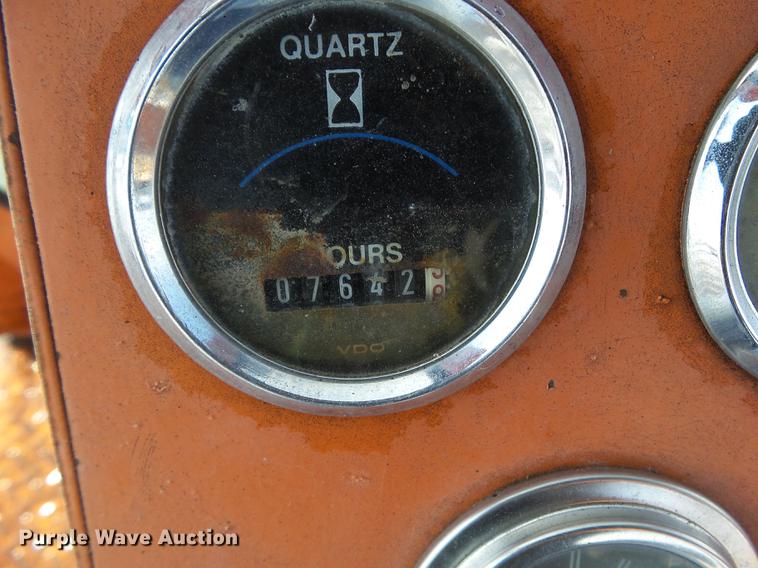 QUARTZ
OURS
07642
VDO
Purple Wave Auction